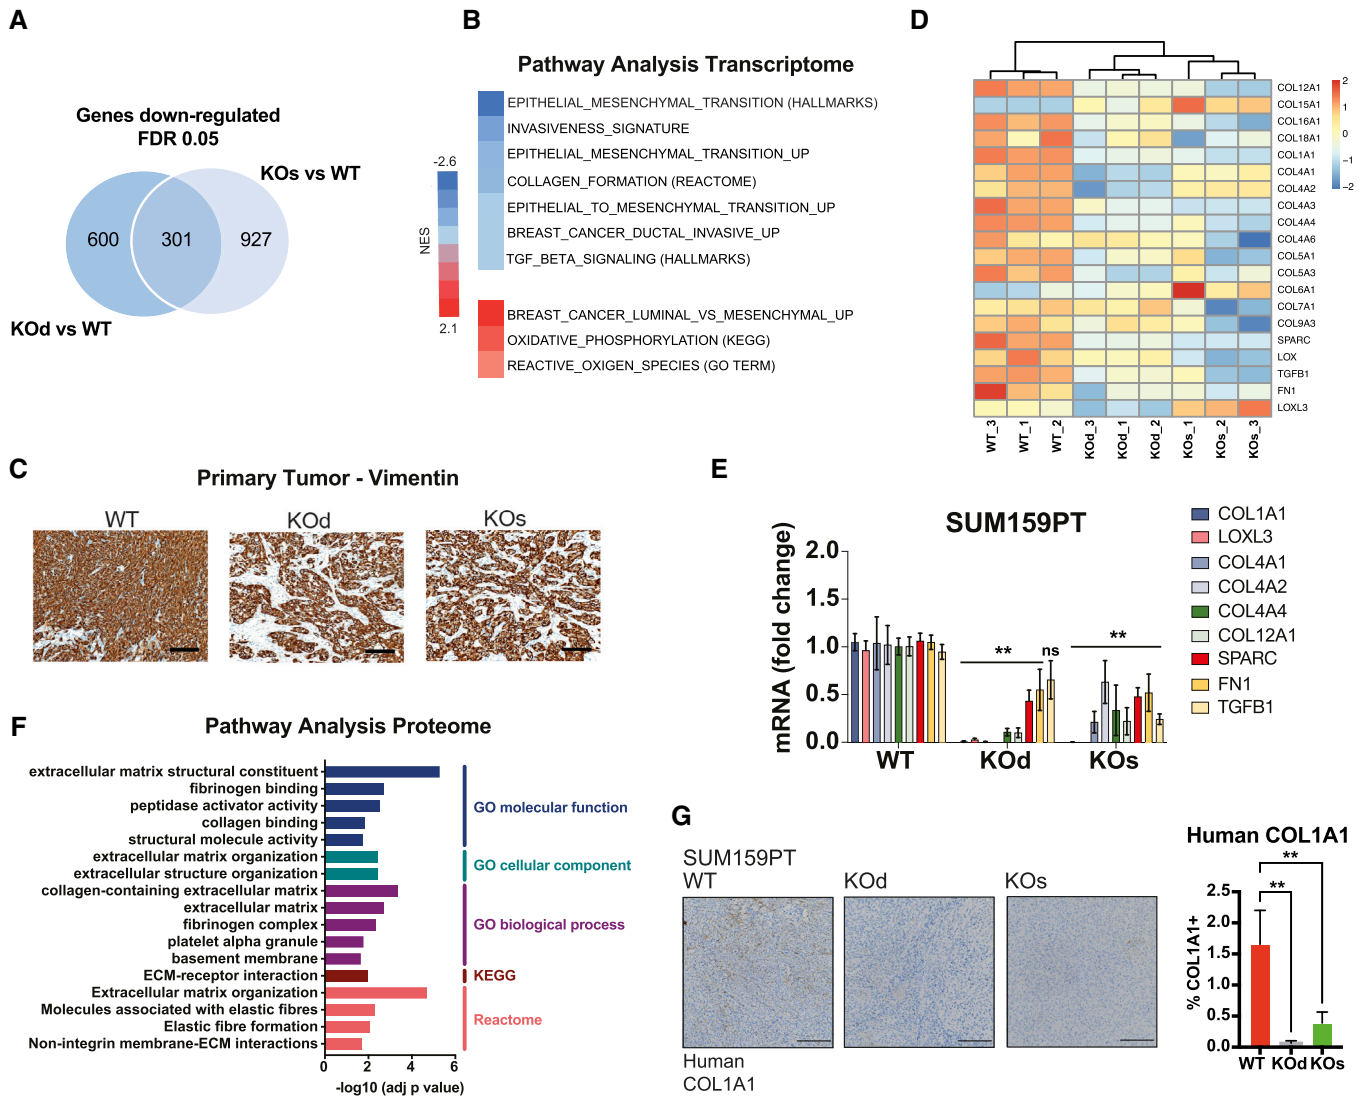 A
Genes down-regulated
FDR 0.05
KOs vs WT
600
301
927
KOd vs WT
B
Pathway Analysis Transcriptome
-2.6
NES
2.1
EPITHELIAL_MESENCHYMAL_TRANSITION (HALLMARKS)
INVASIVENESS_SIGNATURE
EPITHELIAL_MESENCHYMAL_TRANSITION_UP
COLLAGEN_FORMATION (REACTOME)
EPITHELIAL_TO_MESENCHYMAL_TRANSITION_UP
BREAST_CANCER_DUCTAL_INVASIVE_UP
TGF_BETA_SIGNALING (HALLMARKS)
BREAST_CANCER_LUMINAL_VS_MESENCHYMAL_UP
OXIDATIVE_PHOSPHORYLATION (KEGG)
REACTIVE_OXIGEN_SPECIES (GO TERM)
D
COL12A1
COL15A1
COL16A1
COL18A1
COL1A1
COL4A1
COL4A2
COL4A3
COL4A4
COL4A6
COL5A1
COL5A3
COL6A1
COL7A1
COL9A3
SPARC
LOX
TGFB1
FN1
LOXL3
2
1
0
−1
−2
WT_3
WT_1
WT_2
KOd_3
KOd_1
KOd_2
KOs_1
KOs_2
KOs_3
C
Primary Tumor - Vimentin
WT
KOd
KOs
E
SUM159PT
mRNA (fold change)
2.0
1.5
1.0
0.5
0.0
**
ns
**
WT
KOd
KOs
COL1A1
LOXL3
COL4A1
COL4A2
COL4A4
COL12A1
SPARC
FN1
TGFB1
F
Pathway Analysis Proteome
extracellular matrix structural constituent
fibrinogen binding
peptidase activator activity
collagen binding
structural molecule activity
extracellular matrix organization
extracellular structure organization
collagen-containing extracellular matrix
extracellular matrix
fibrinogen complex
platelet alpha granule
basement membrane
ECM-receptor interaction
Extracellular matrix organization
Molecules associated with elastic fibres
Elastic fibre formation
Non-integrin membrane-ECM interactions
GO molecular function
GO cellular component
GO biological process
KEGG
Reactome
0
2
4
6
-log10 (adj p value)
G
SUM159PT
WT
KOd
KOs
Human
COL1A1
Human COL1A1
**
**
% COL1A1+
2.5
2.0
1.5
1.0
0.5
0.0
WT
KOd
KOs